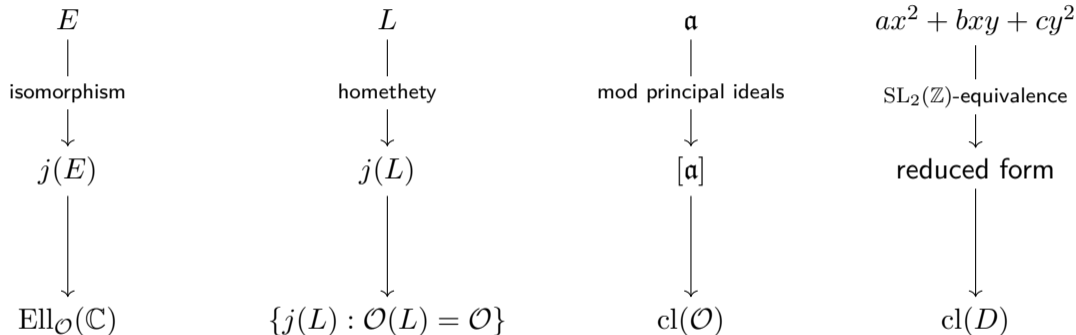 E L 𝔞 ax² + bxy + cy²
isomorphism homethety mod principal ideals SL₂(ℤ)-equivalence
j(E) j(L) [𝔞] reduced form
Ell_𝒪(ℂ) {j(L) : 𝒪(L) = 𝒪} cl(𝒪) cl(D)